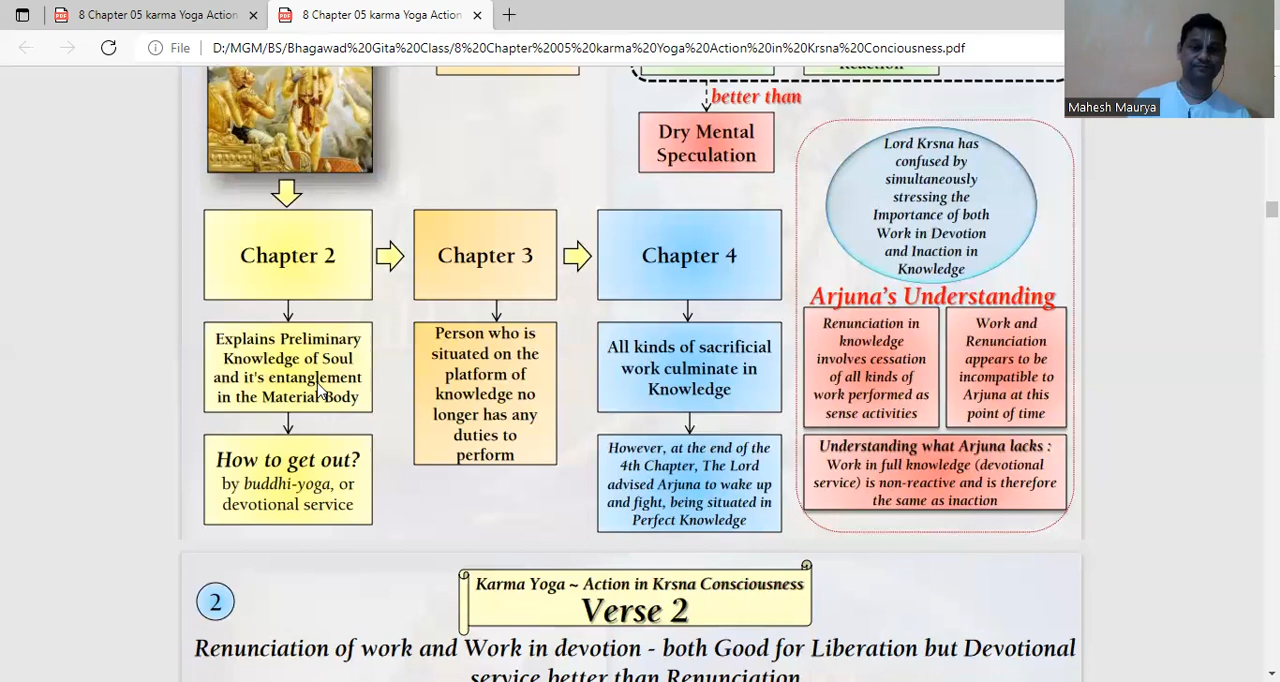 8 Chapter 05 karma Yoga Action
8 Chapter 05 karma Yoga Action
File
D:/MGM/BS/Bhagawad%20Gita%20Class/8%20Chapter%2005%20karma%20Yoga%20Action%20in%20Krsna%20Conciousness.pdf
Mahesh Maurya
Reaction
better than
Dry Mental
Speculation
Lord Krsna has
confused by
simultaneously
stressing the
Importance of both
Work in Devotion
and Inaction in
Knowledge
Chapter 2
Chapter 3
Chapter 4
Arjuna's Understanding
Explains Preliminary
Knowledge of Soul
and it's entanglement
in the Material Body
How to get out?
by buddhi-yoga, or
devotional service
Person who is
situated on the
platform of
knowledge no
longer has any
duties to
perform
All kinds of sacrificial
work culminate in
Knowledge
However, at the end of the
4th Chapter, The Lord
advised Arjuna to wake up
and fight, being situated in
Perfect Knowledge
Renunciation in
knowledge
involves cessation
of all kinds of
work performed as
sense activities
Work and
Renunciation
appears to be
incompatible to
Arjuna at this
point of time
Understanding what Arjuna lacks :
Work in full knowledge (devotional
service) is non-reactive and is therefore
the same as inaction
2
Karma Yoga ~ Action in Krsna Consciousness
Verse 2
Renunciation of work and Work in devotion - both Good for Liberation but Devotional
service better than Renunciation